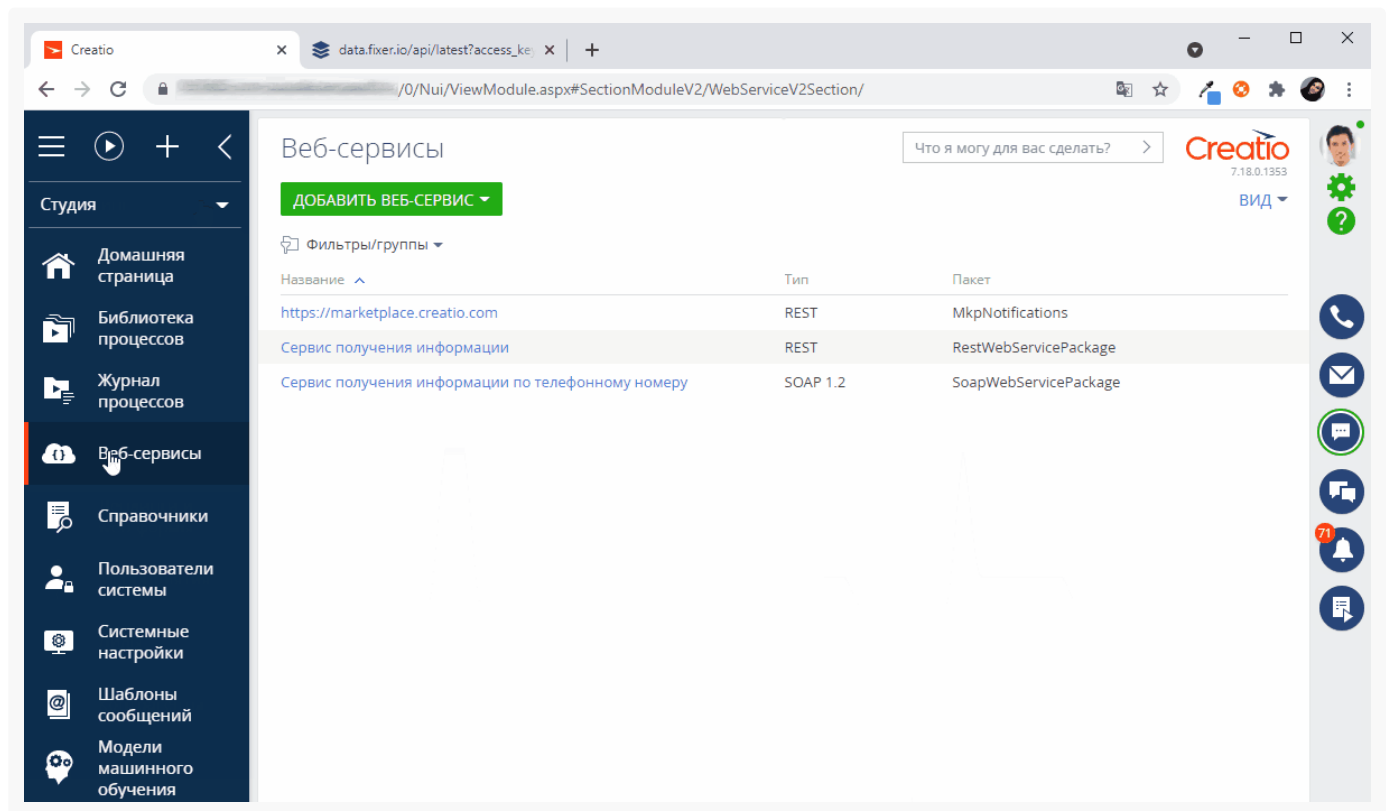 Creatio
data.fixer.io/api/latest?access_key
/0/Nui/ViewModule.aspx#SectionModuleV2/WebServiceV2Section/
Студия
Домашняя
страница
Библиотека
процессов
Журнал
процессов
Веб-сервисы
Справочники
Пользователи
системы
Системные
настройки
Шаблоны
сообщений
Модели
машинного
обучения
Веб-сервисы
Что я могу для вас сделать?
Creatio
7.18.0.1353
ДОБАВИТЬ ВЕБ-СЕРВИС
ВИД
Фильтры/группы
Название Тип Пакет
https://marketplace.creatio.com REST MkpNotifications
Сервис получения информации REST RestWebServicePackage
Сервис получения информации по телефонному номеру SOAP 1.2 SoapWebServicePackage
71